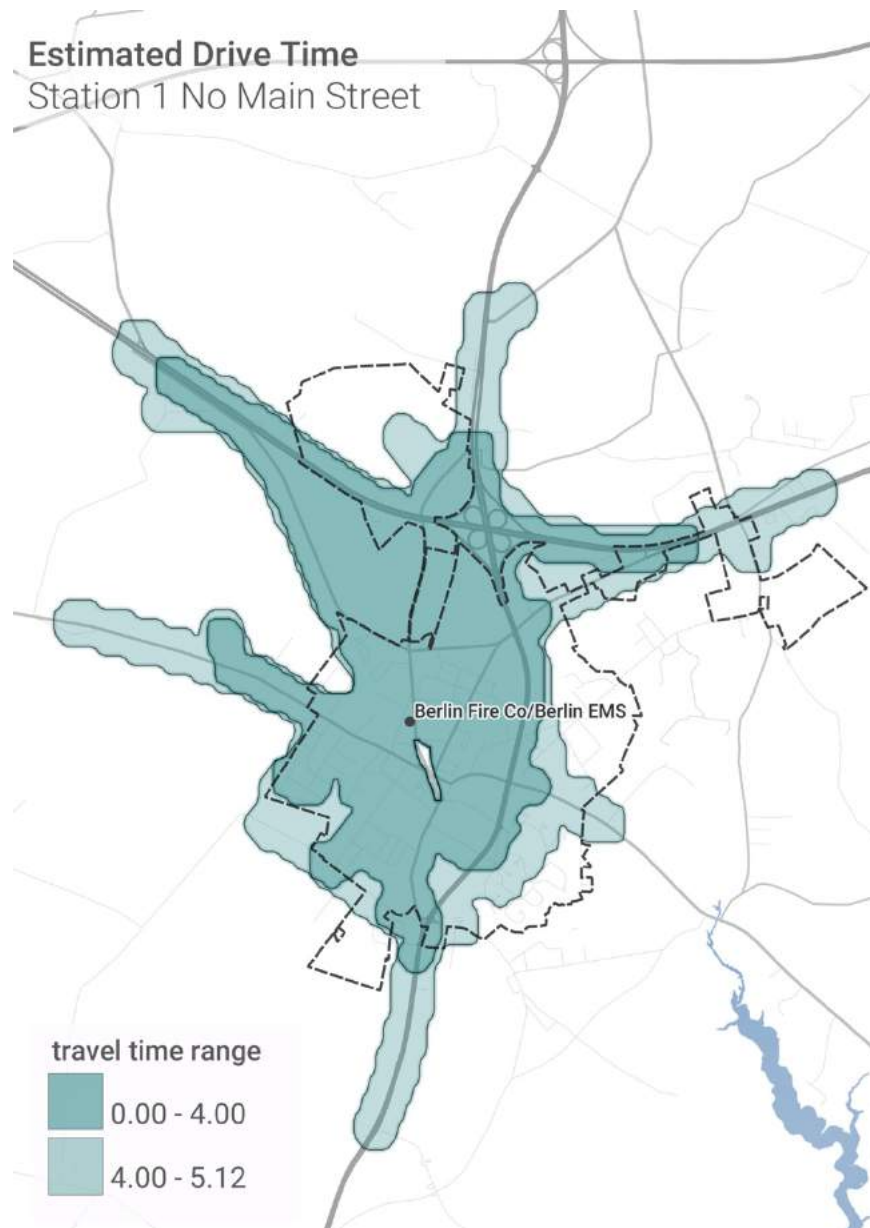 Estimated Drive Time
Station 1 No Main Street
Berlin Fire Co/Berlin EMS
travel time range
0.00 - 4.00
4.00 - 5.12